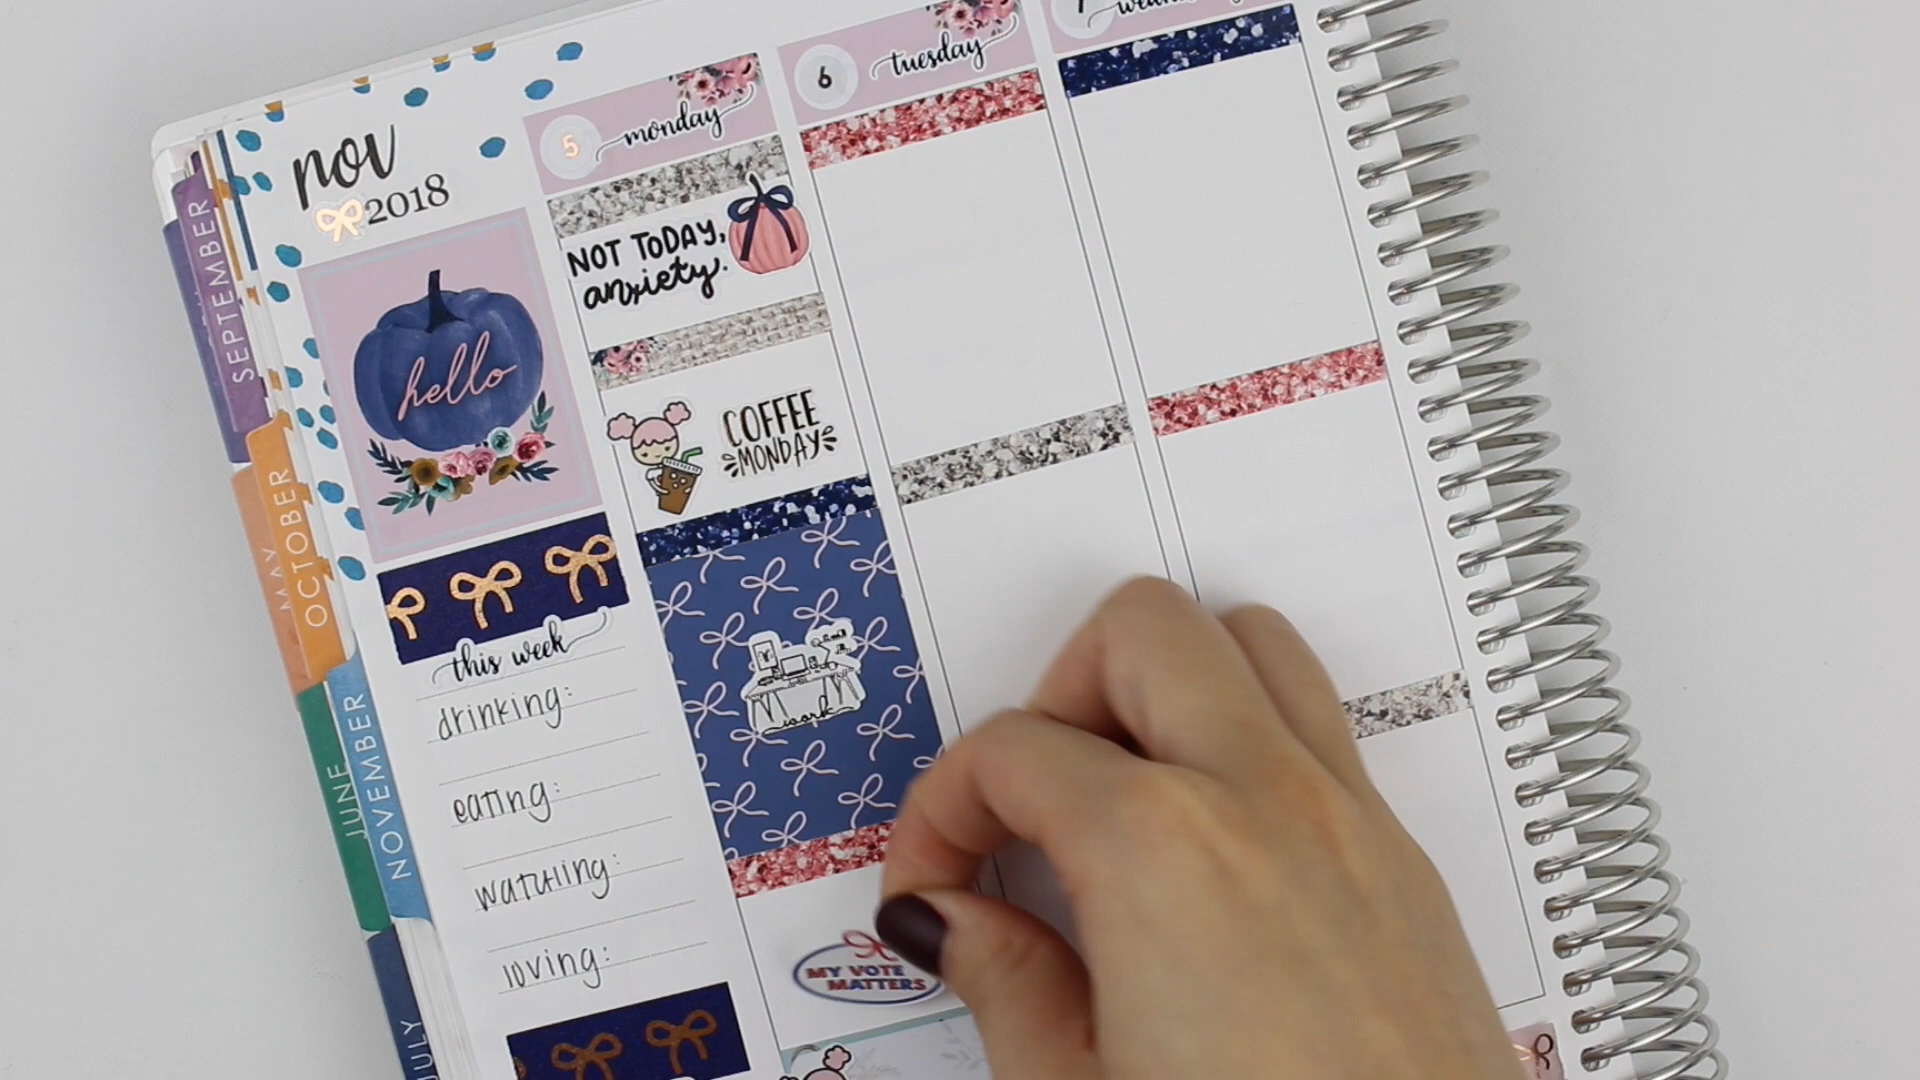 nov
2018
hello
this week
drinking:
eating:
watching:
loving:
5
monday
NOT TODAY,
anxiety.
COFFEE
MONDAY
work
MY VOTE
MATTERS
6
tuesday
7
SEPTEMBER
OCTOBER
NOVEMBER
MAY
JUNE
JULY